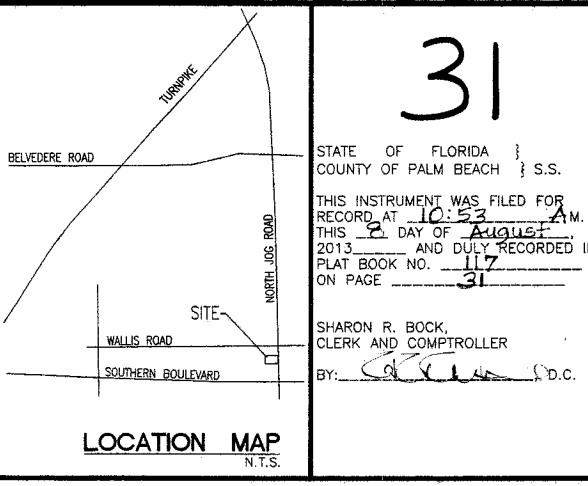 TURNPIKE
BELVEDERE ROAD
NORTH JOG ROAD
SITE
WALLIS ROAD
SOUTHERN BOULEVARD
LOCATION MAP
N.T.S.
31
STATE OF FLORIDA }
COUNTY OF PALM BEACH } S.S.
THIS INSTRUMENT WAS FILED FOR
RECORD AT 10:53 A M.
THIS 8 DAY OF August,
2013 AND DULY RECORDED I
PLAT BOOK NO. 117
ON PAGE 31
SHARON R. BOCK,
CLERK AND COMPTROLLER
BY: D.C.